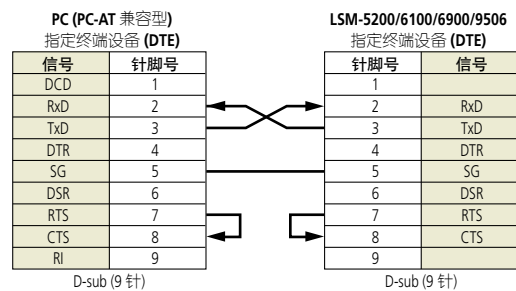 PC (PC-AT 兼容型)
指定终端设备 (DTE)
信号 针脚号
DCD 1
RxD 2
TxD 3
DTR 4
SG 5
DSR 6
RTS 7
CTS 8
RI 9
D-sub (9 针)
LSM-5200/6100/6900/9506
指定终端设备 (DTE)
针脚号 信号
1
2 RxD
3 TxD
4 DTR
5 SG
6 DSR
7 RTS
8 CTS
9
D-sub (9 针)